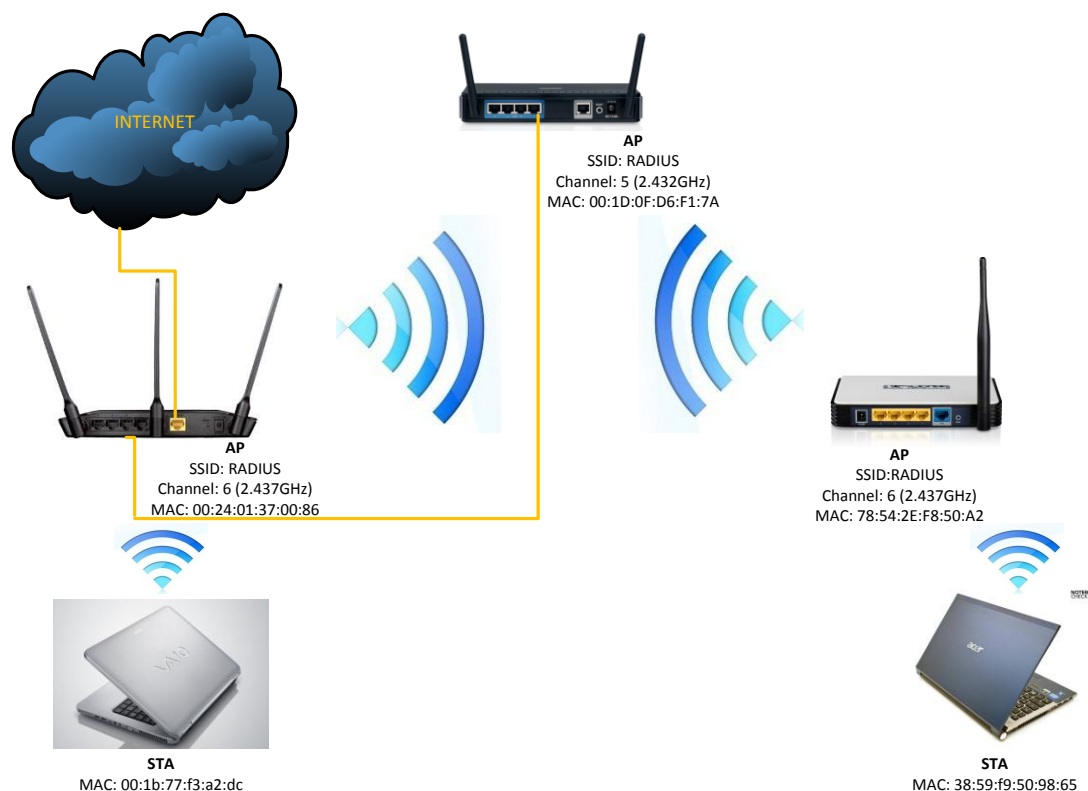 INTERNET
AP
SSID: RADIUS
Channel: 5 (2.432GHz)
MAC: 00:1D:0F:D6:F1:7A
AP
SSID: RADIUS
Channel: 6 (2.437GHz)
MAC: 00:24:01:37:00:86
AP
SSID:RADIUS
Channel: 6 (2.437GHz)
MAC: 78:54:2E:F8:50:A2
VAIO
STA
MAC: 00:1b:77:f3:a2:dc
acer
STA
MAC: 38:59:f9:50:98:65